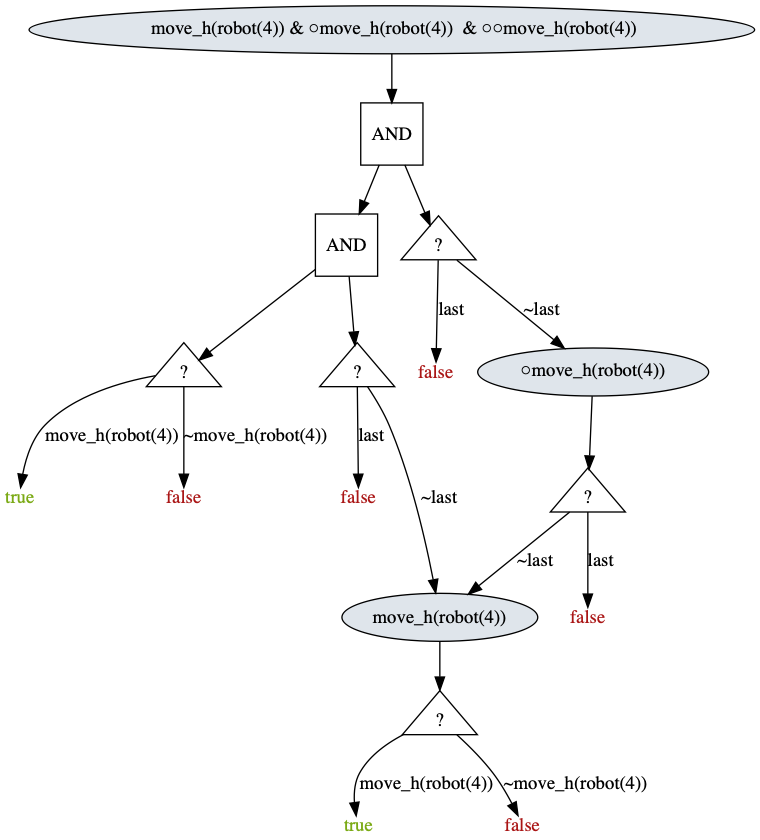 move_h(robot(4)) & ○move_h(robot(4))  & ○○move_h(robot(4))
AND
AND
?
last
~last
?
?
false
○move_h(robot(4))
move_h(robot(4))
~move_h(robot(4))
last
true
false
false
~last
?
~last
last
move_h(robot(4))
false
?
move_h(robot(4))
~move_h(robot(4))
true
false